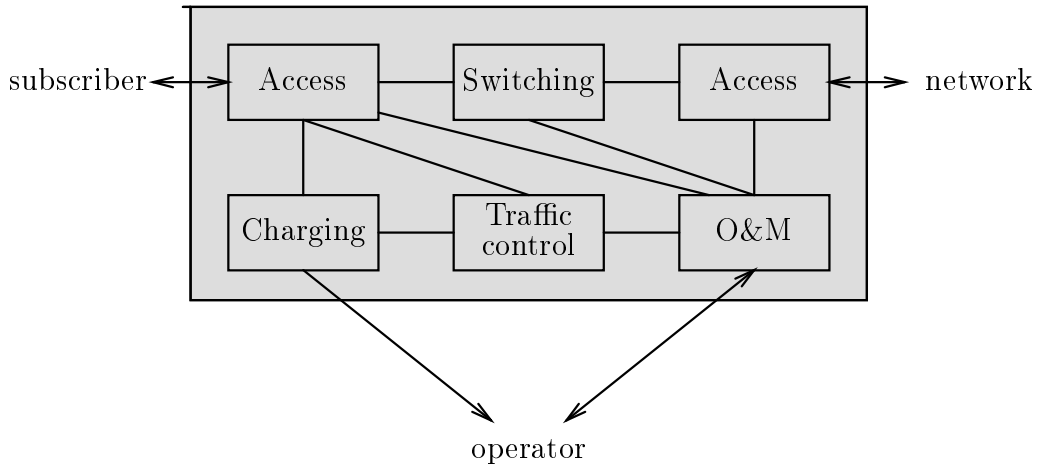 subscriber
Access
Switching
Access
network
Charging
Traffic
control
O&M
operator